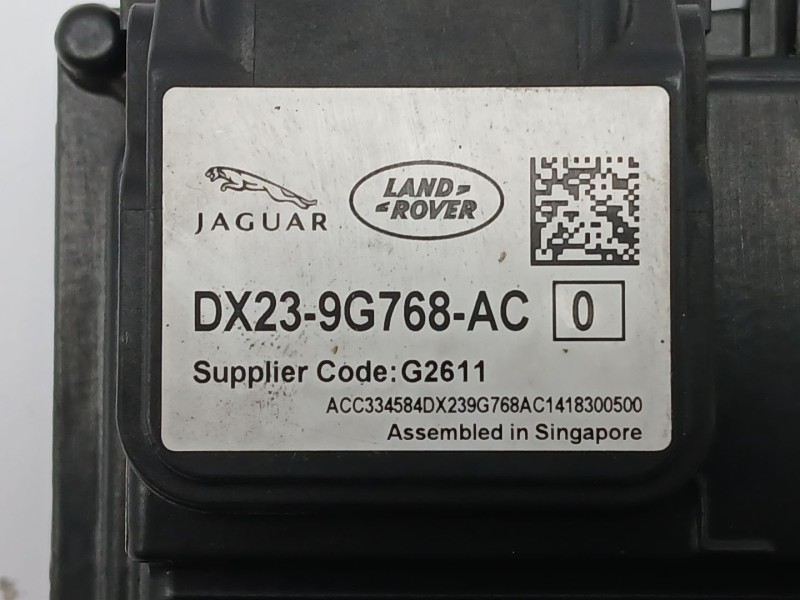 JAGUAR
LAND ROVER
DX23-9G768-AC 0
Supplier Code: G2611
ACC334584DX239G768AC1418300500
Assembled in Singapore